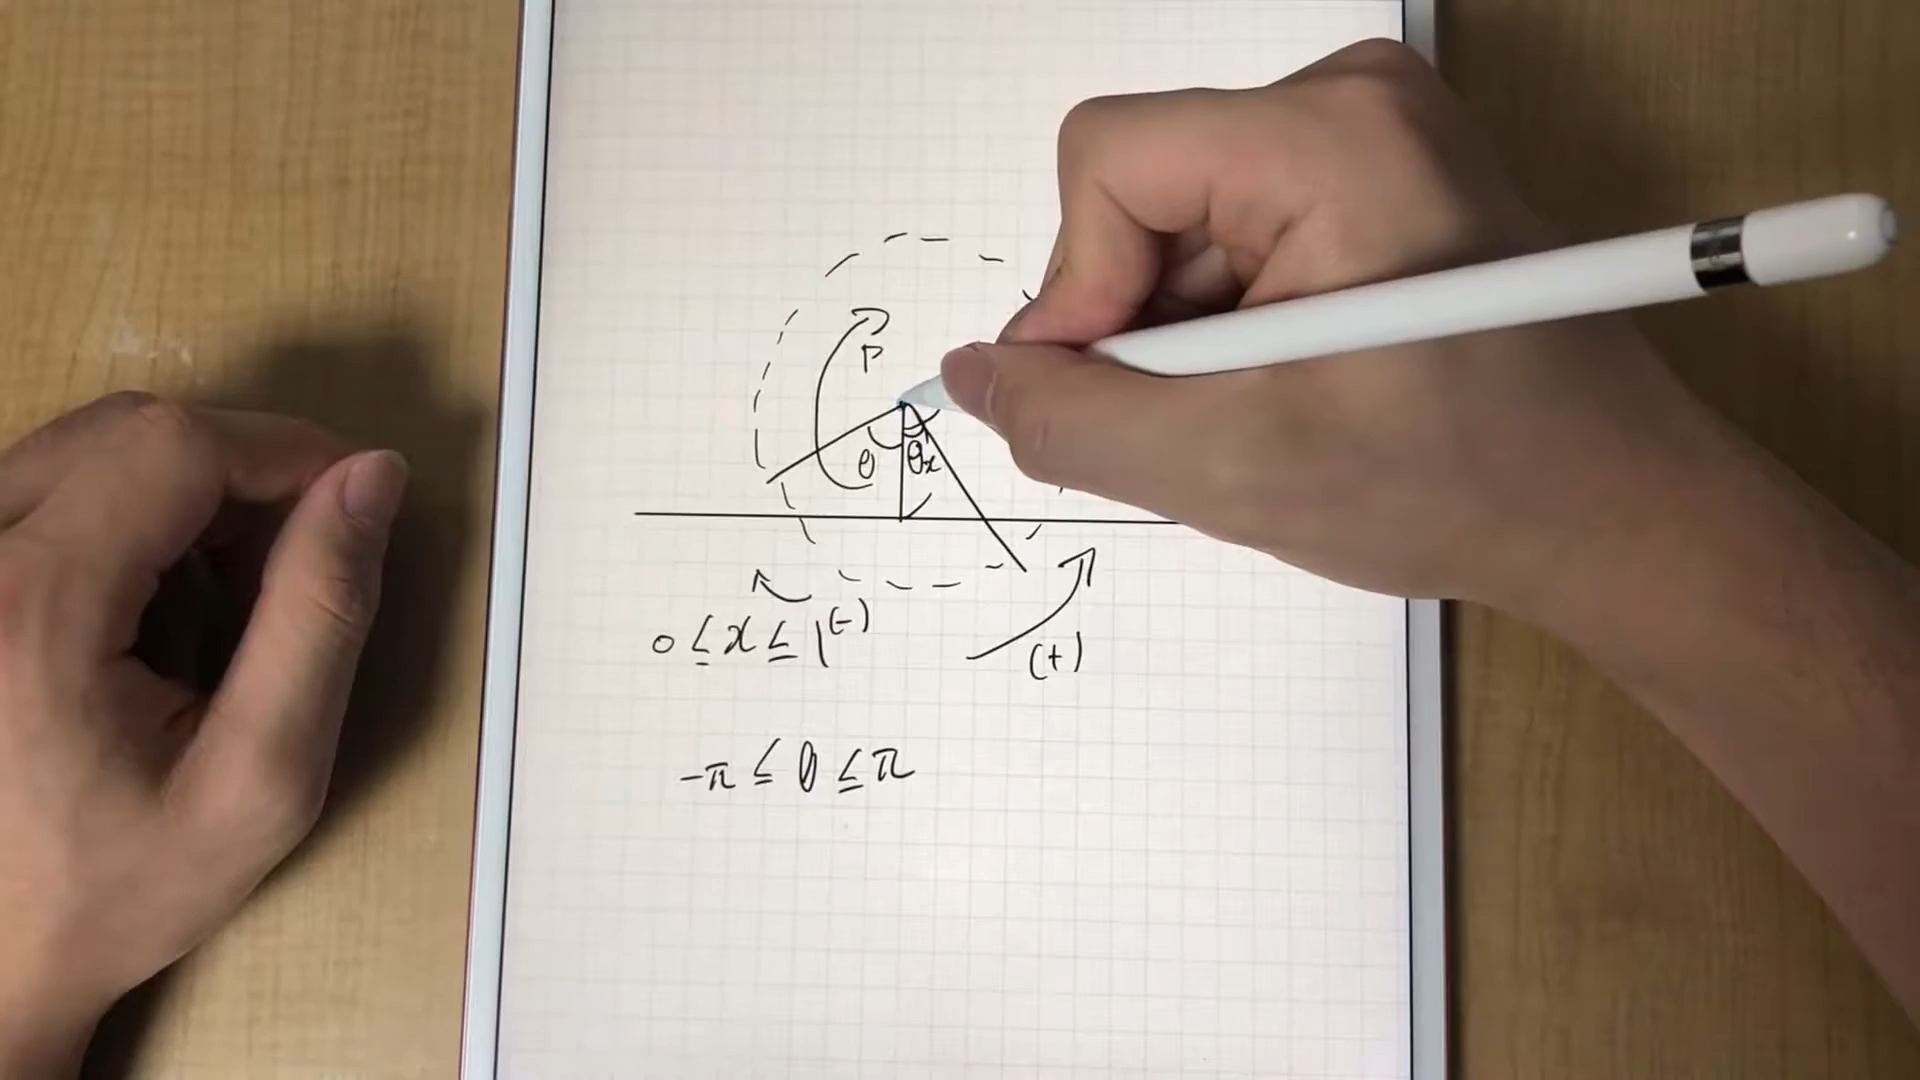 P
θ θx
0 ≤ x ≤ 1
(-)
(+)
-π ≤ θ ≤ π